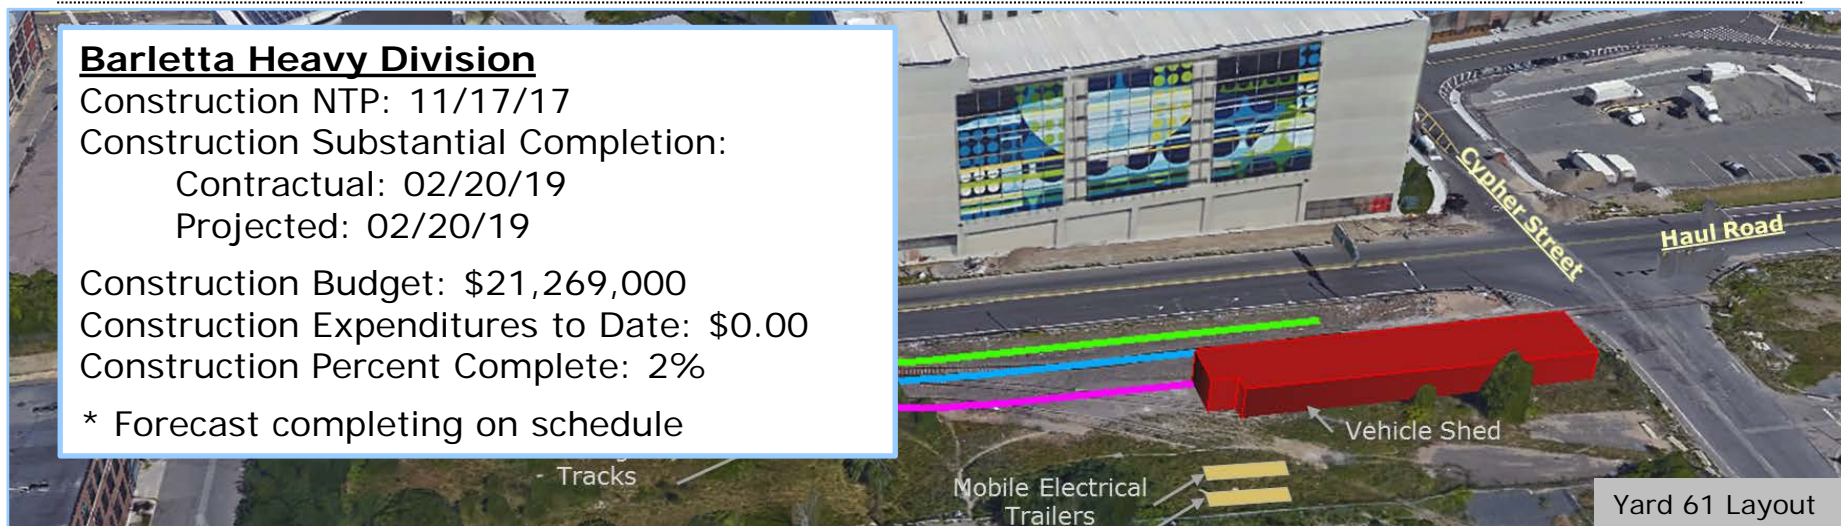 Barletta Heavy Division
Construction NTP: 11/17/17
Construction Substantial Completion:
Contractual: 02/20/19
Projected: 02/20/19
Construction Budget: $21,269,000
Construction Expenditures to Date: $0.00
Construction Percent Complete: 2%
* Forecast completing on schedule
Cypher Street
Haul Road
Vehicle Shed
Tracks
Mobile Electrical
Trailers
Yard 61 Layout